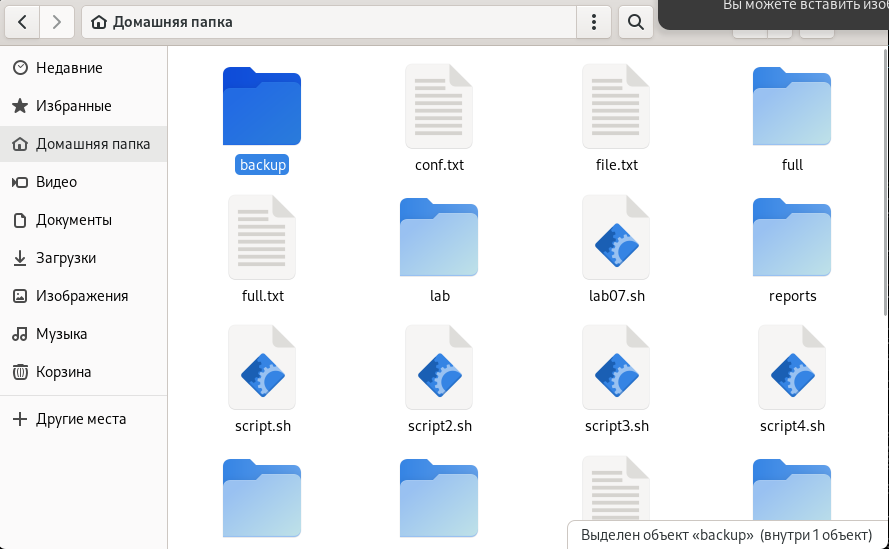 Вы можете вставить изоб
Домашняя папка
Недавние
Избранные
Домашняя папка
Видео
Документы
Загрузки
Изображения
Музыка
Корзина
Другие места
backup
conf.txt
file.txt
full
full.txt
lab
lab07.sh
reports
script.sh
script2.sh
script3.sh
script4.sh
Выделен объект «backup» (внутри 1 объект)